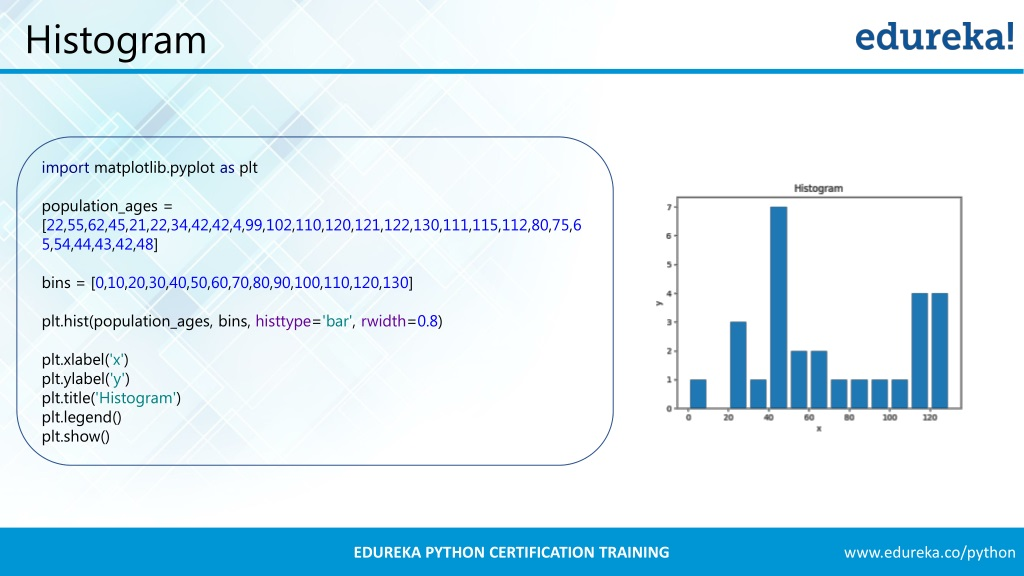 Histogram
edureka!
import matplotlib.pyplot as plt
population_ages =
[22,55,62,45,21,22,34,42,42,4,99,102,110,120,121,122,130,111,115,112,80,75,6
5,54,44,43,42,48]
bins = [0,10,20,30,40,50,60,70,80,90,100,110,120,130]
plt.hist(population_ages, bins, histtype='bar', rwidth=0.8)
plt.xlabel('x')
plt.ylabel('y')
plt.title('Histogram')
plt.legend()
plt.show()
Histogram
7
6
5
4
y
3
2
1
0
0 20 40 60 80 100 120
x
EDUREKA PYTHON CERTIFICATION TRAINING
www.edureka.co/python